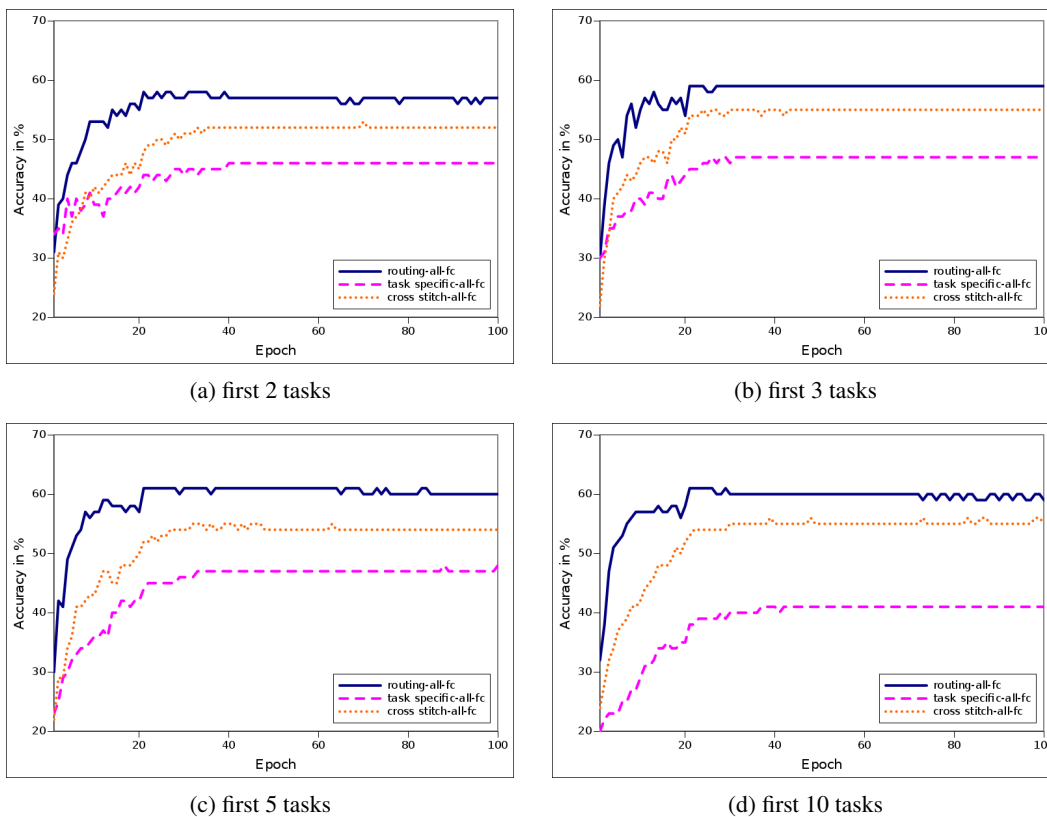 70
60
50
40
30
20
Accuracy in %
20
40
60
80
100
Epoch
routing-all-fc
task specific-all-fc
cross stitch-all-fc
(a) first 2 tasks
70
60
50
40
30
20
Accuracy in %
20
40
60
80
100
Epoch
routing-all-fc
task specific-all-fc
cross stitch-all-fc
(b) first 3 tasks
70
60
50
40
30
20
Accuracy in %
20
40
60
80
100
Epoch
routing-all-fc
task specific-all-fc
cross stitch-all-fc
(c) first 5 tasks
70
60
50
40
30
20
Accuracy in %
20
40
60
80
100
Epoch
routing-all-fc
task specific-all-fc
cross stitch-all-fc
(d) first 10 tasks